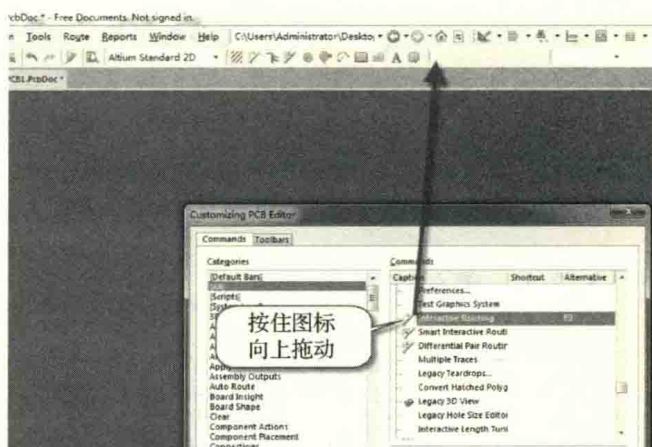 cbDoc * - Free Documents. Not signed in.
Tools Route Reports Window Help C:\Users\Administrator\Desktop
Altium Standard 2D
PCB1.PcbDoc *
Customizing PCB Editor
Commands Toolbars
Categories
[Default Bars]
[Scripts]
Assembly Outputs
Auto Route
Board Insight
Board Shape
Clear
Component Actions
Component Placement
Connections
Commands
Caption Shortcut Alternative
Preferences...
Test Graphics System
Interactive Routing
Smart Interactive Routi
Differential Pair Routir
Multiple Traces
Legacy Teardrops...
Convert Hatched Polyg
Legacy 3D View
Legacy Hole Size Editor
Interactive Length Tuni
按住图标
向上拖动